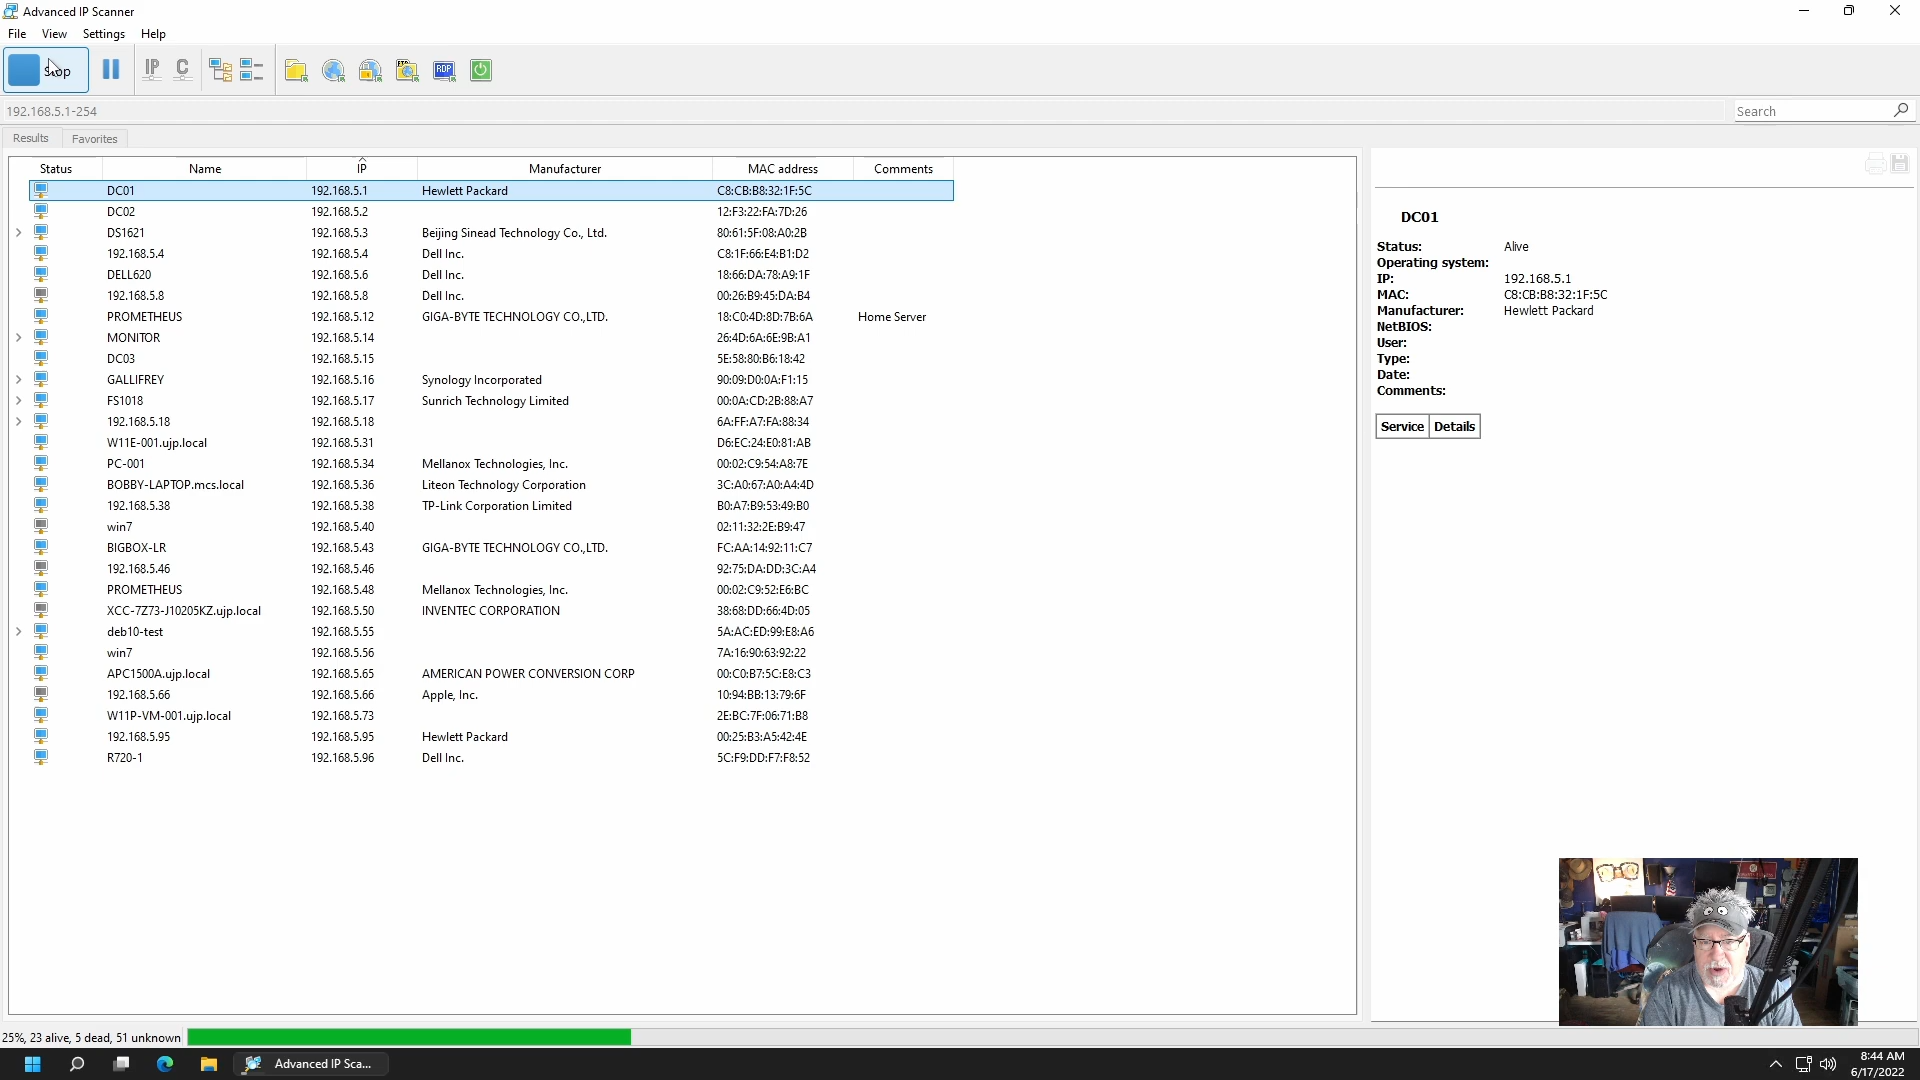 Advanced IP Scanner
File View Settings Help
Stop IP C FTP RDP
192.168.5.1-254 Search
Results Favorites
Status Name IP Manufacturer MAC address Comments
DC01 192.168.5.1 Hewlett Packard C8:CB:B8:32:1F:5C
DC02 192.168.5.2 12:F3:22:FA:7D:26
DS1621 192.168.5.3 Beijing Sinead Technology Co., Ltd. 80:61:5F:08:A0:2B
192.168.5.4 192.168.5.4 Dell Inc. C8:1F:66:E4:B1:D2
DELL620 192.168.5.6 Dell Inc. 18:66:DA:78:A9:1F
192.168.5.8 192.168.5.8 Dell Inc. 00:26:B9:45:DA:B4
PROMETHEUS 192.168.5.12 GIGA-BYTE TECHNOLOGY CO.,LTD. 18:C0:4D:8D:7B:6A Home Server
MONITOR 192.168.5.14 26:4D:6A:6E:9B:A1
DC03 192.168.5.15 5E:58:80:B6:18:42
GALLIFREY 192.168.5.16 Synology Incorporated 90:09:D0:0A:F1:15
FS1018 192.168.5.17 Sunrich Technology Limited 00:0A:CD:2B:88:A7
192.168.5.18 192.168.5.18 6A:FF:A7:FA:88:34
W11E-001.ujp.local 192.168.5.31 D6:EC:24:E0:81:AB
PC-001 192.168.5.34 Mellanox Technologies, Inc. 00:02:C9:54:A8:7E
BOBBY-LAPTOP.mcs.local 192.168.5.36 Liteon Technology Corporation 3C:A0:67:A0:A4:4D
192.168.5.38 192.168.5.38 TP-Link Corporation Limited B0:A7:B9:53:49:B0
win7 192.168.5.40 02:11:32:2E:B9:47
BIGBOX-LR 192.168.5.43 GIGA-BYTE TECHNOLOGY CO.,LTD. FC:AA:14:92:11:C7
192.168.5.46 192.168.5.46 92:75:DA:DD:3C:A4
PROMETHEUS 192.168.5.48 Mellanox Technologies, Inc. 00:02:C9:52:E6:BC
XCC-7Z73-J10205KZ.ujp.local 192.168.5.50 INVENTEC CORPORATION 38:68:DD:66:4D:05
deb10-test 192.168.5.55 5A:AC:ED:99:E8:A6
win7 192.168.5.56 7A:16:90:63:92:22
APC1500A.ujp.local 192.168.5.65 AMERICAN POWER CONVERSION CORP 00:C0:B7:5C:E8:C3
192.168.5.66 192.168.5.66 Apple, Inc. 10:94:BB:13:79:6F
W11P-VM-001.ujp.local 192.168.5.73 2E:BC:7F:06:71:B8
192.168.5.95 192.168.5.95 Hewlett Packard 00:25:B3:A5:42:4E
R720-1 192.168.5.96 Dell Inc. 5C:F9:DD:F7:F8:52
DC01
Status: Alive
Operating system:
IP: 192.168.5.1
MAC: C8:CB:B8:32:1F:5C
Manufacturer: Hewlett Packard
NetBIOS:
User:
Type:
Date:
Comments:
Service Details
25%, 23 alive, 5 dead, 51 unknown
Advanced IP Sca...
8:44 AM
6/17/2022